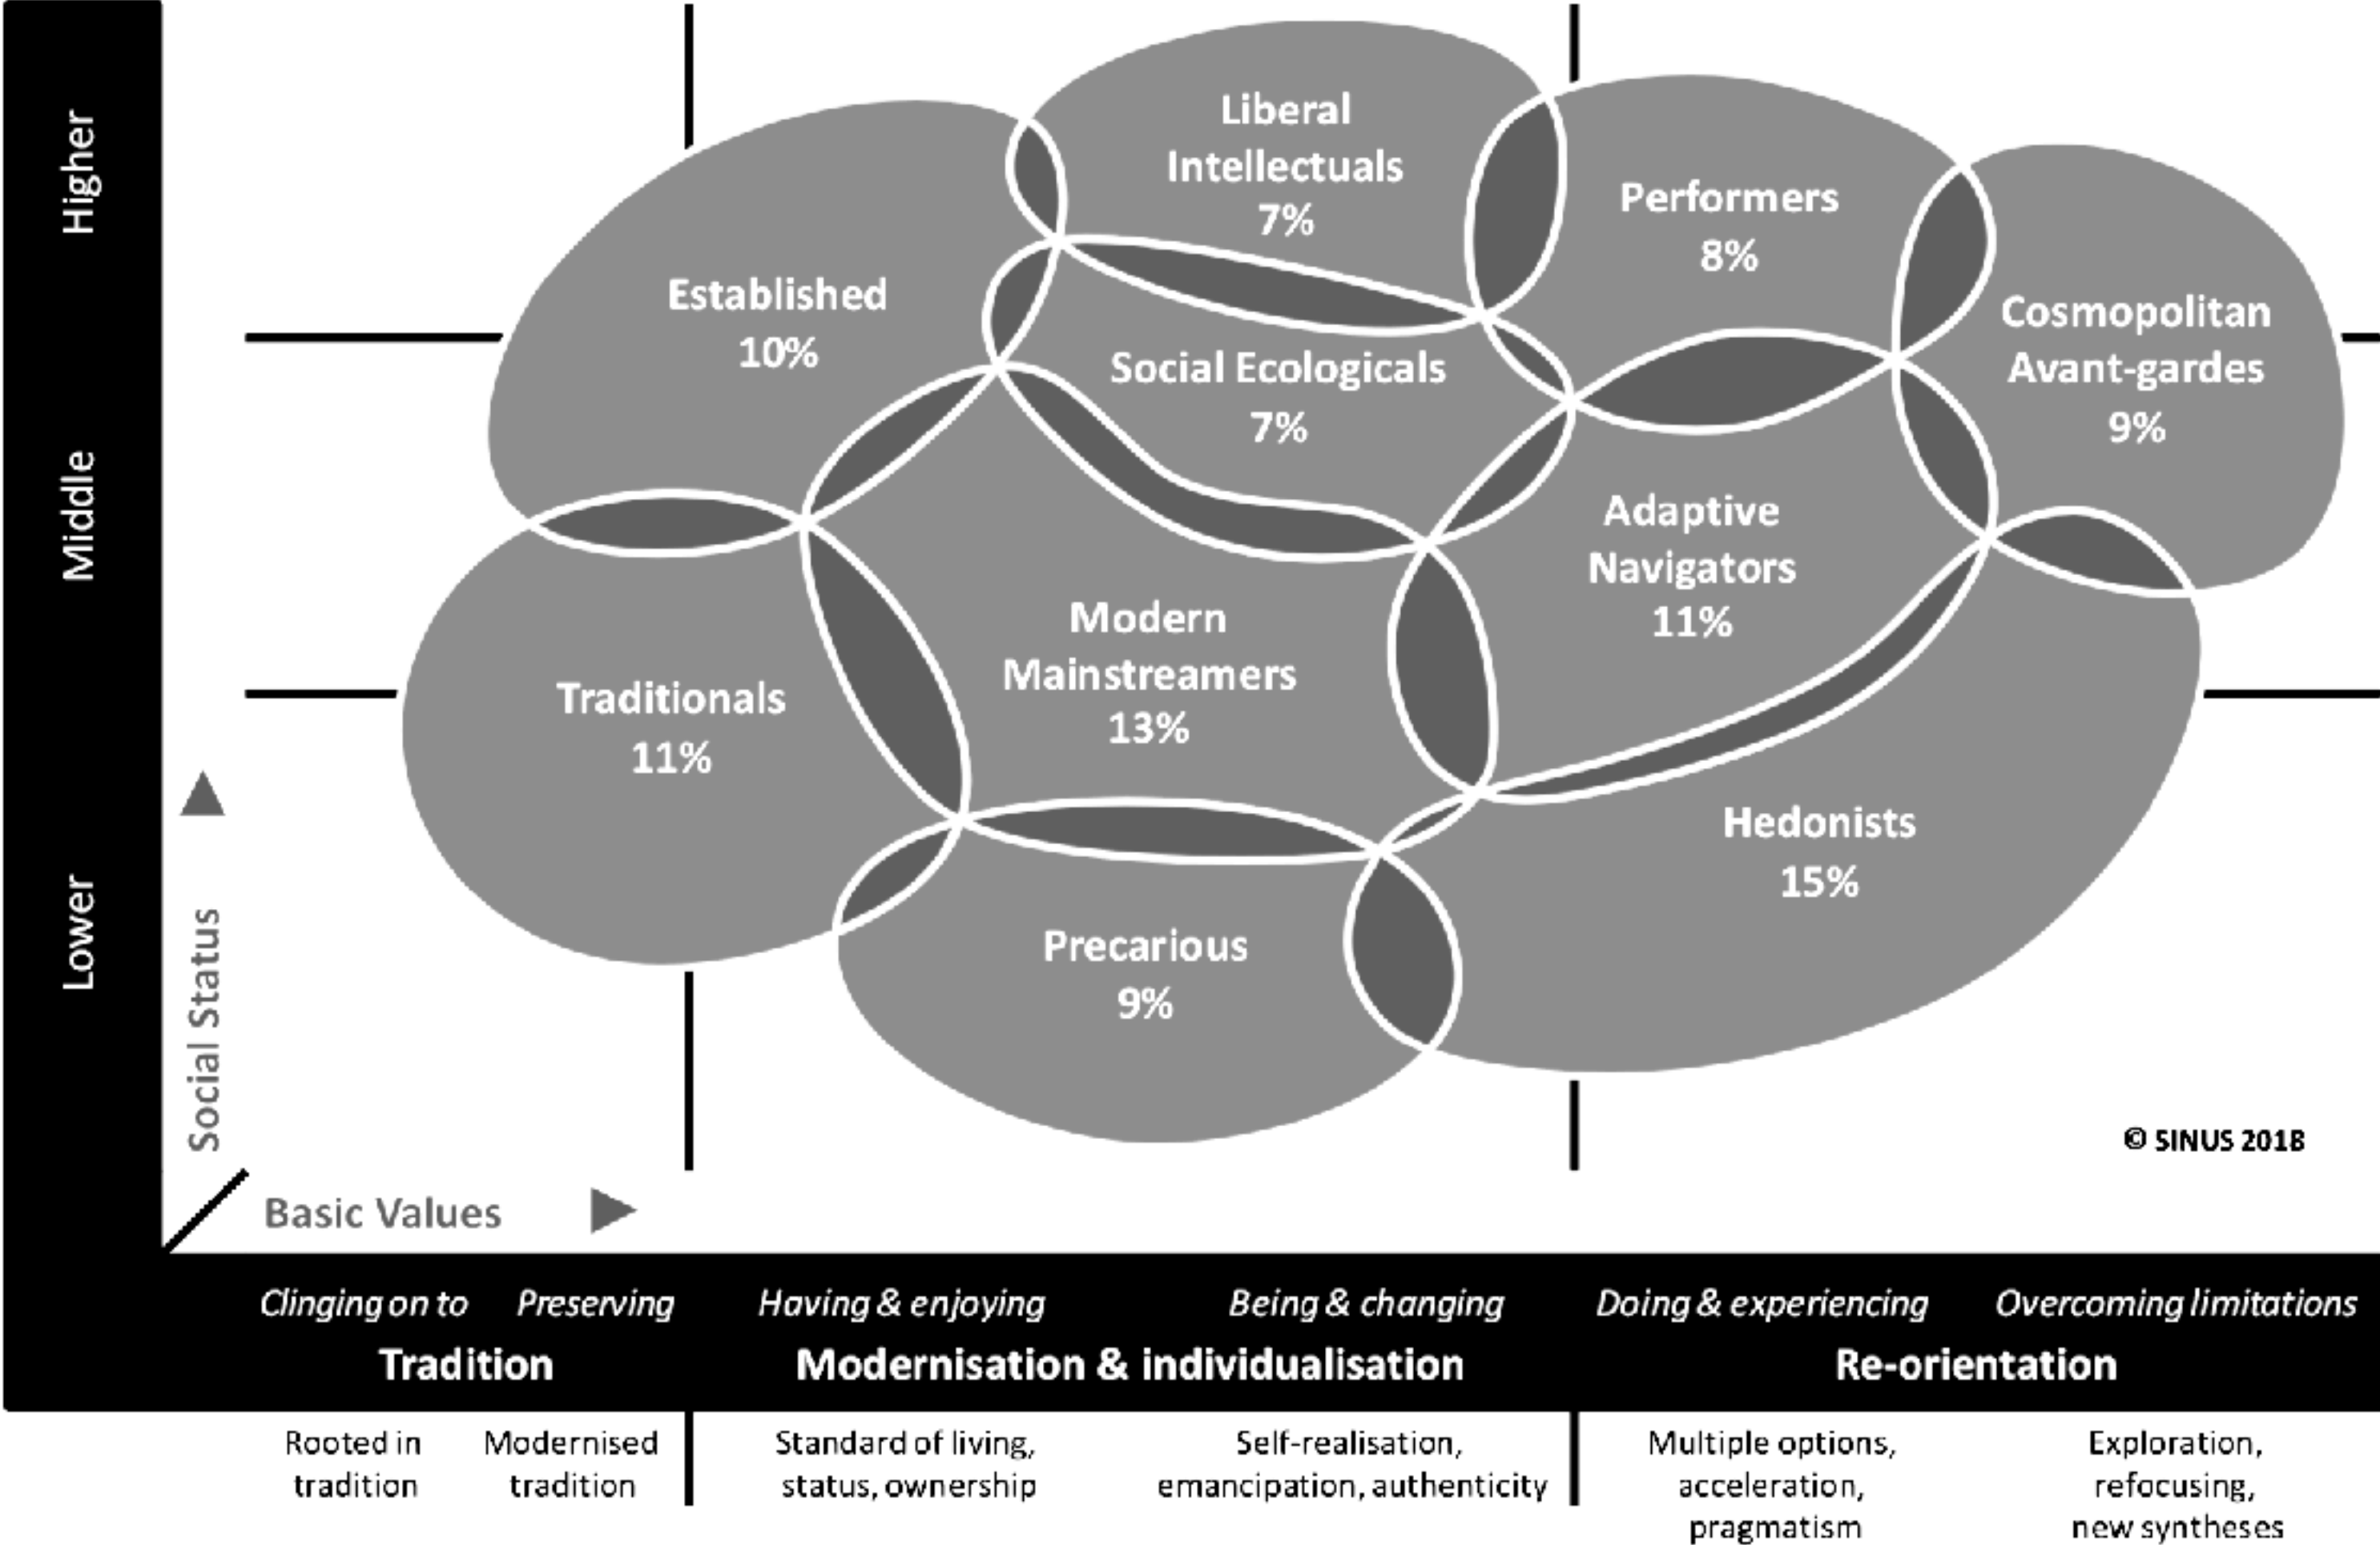 Higher
Middle
Lower
Social Status
Basic Values
Liberal
Intellectuals
7%
Performers
8%
Established
10%
Social Ecologicals
7%
Cosmopolitan
Avant-gardes
9%
Adaptive
Navigators
11%
Modern
Mainstreamers
13%
Traditionals
11%
Hedonists
15%
Precarious
9%
© SINUS 2018
Clinging on to
Preserving
Having & enjoying
Being & changing
Doing & experiencing
Overcoming limitations
Tradition
Modernisation & individualisation
Re-orientation
Rooted in
tradition
Modernised
tradition
Standard of living,
status, ownership
Self-realisation,
emancipation, authenticity
Multiple options,
acceleration,
pragmatism
Exploration,
refocusing,
new syntheses